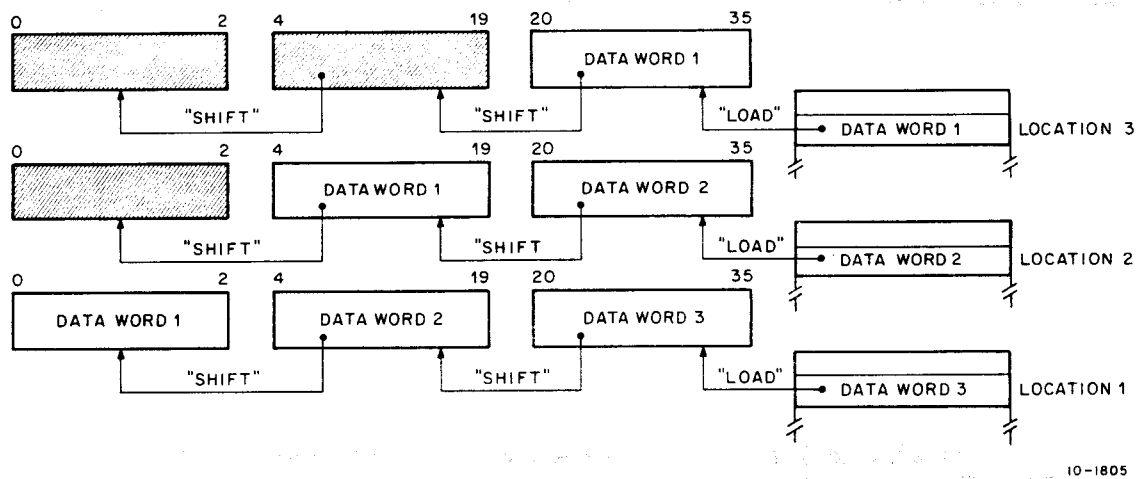 0 2 4 19 20 35
DATA WORD 1
"SHIFT" "SHIFT" "LOAD"
DATA WORD 1 LOCATION 3
0 2 4 19 20 35
DATA WORD 1 DATA WORD 2
"SHIFT" "SHIFT "LOAD"
DATA WORD 2 LOCATION 2
0 2 4 19 20 35
DATA WORD 1 DATA WORD 2 DATA WORD 3
"SHIFT" "SHIFT" "LOAD"
DATA WORD 3 LOCATION 1
10-1805